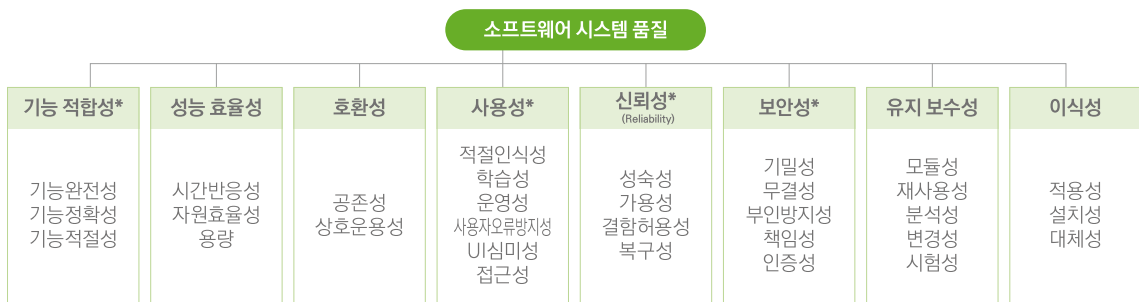 소프트웨어 시스템 품질
기능 적합성*
기능완전성
기능정확성
기능적절성
성능 효율성
시간반응성
자원효율성
용량
호환성
공존성
상호운용성
사용성*
적절인식성
학습성
운영성
사용자오류방지성
UI심미성
접근성
신뢰성*
(Reliability)
성숙성
가용성
결함허용성
복구성
보안성*
기밀성
무결성
부인방지성
책임성
인증성
유지 보수성
모듈성
재사용성
분석성
변경성
시험성
이식성
적용성
설치성
대체성